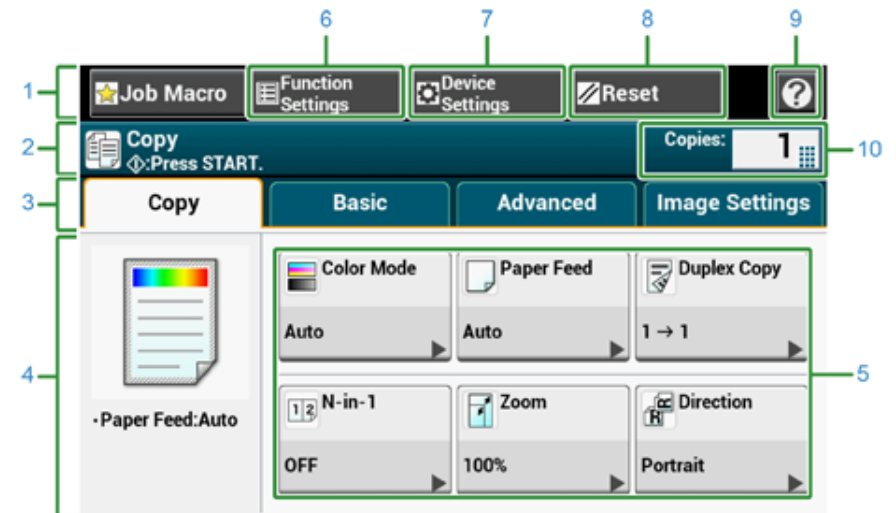 6 7 8 9
1 Job Macro Function Settings Device Settings Reset ?
2 Copy Copies: 1 10
:Press START.
3 Copy Basic Advanced Image Settings
Color Mode Paper Feed Duplex Copy
Auto Auto 1 → 1
4 5
1 2 N-in-1 Zoom R R Direction
·Paper Feed:Auto
OFF 100% Portrait